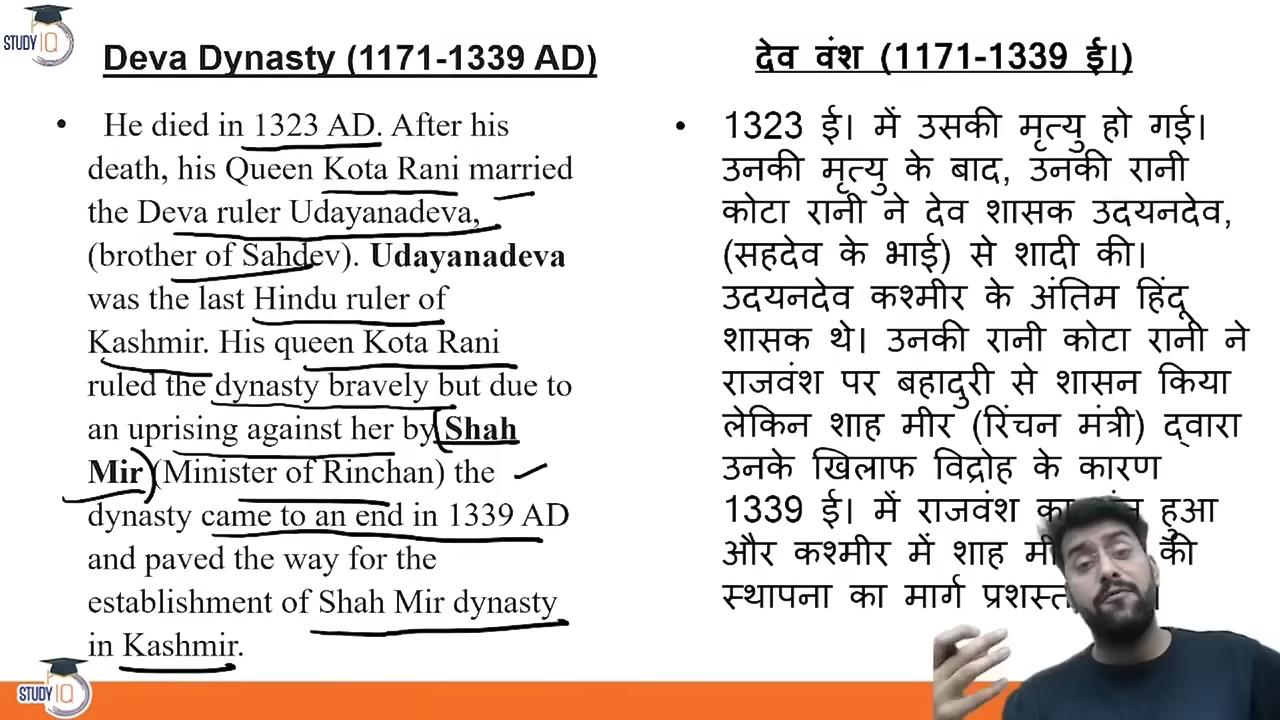 STUDY IQ
Deva Dynasty (1171-1339 AD)
• He died in 1323 AD. After his
death, his Queen Kota Rani married
the Deva ruler Udayanadeva,
(brother of Sahdev). Udayanadeva
was the last Hindu ruler of
Kashmir. His queen Kota Rani
ruled the dynasty bravely but due to
an uprising against her by Shah
Mir (Minister of Rinchan) the
dynasty came to an end in 1339 AD
and paved the way for the
establishment of Shah Mir dynasty
in Kashmir.
देव वंश (1171-1339 ई।)
• 1323 ई। में उसकी मृत्यु हो गई।
उनकी मृत्यु के बाद, उनकी रानी
कोटा रानी ने देव शासक उदयनदेव,
(सहदेव के भाई) से शादी की।
उदयनदेव कश्मीर के अंतिम हिंदू
शासक थे। उनकी रानी कोटा रानी ने
राजवंश पर बहादुरी से शासन किया
लेकिन शाह मीर (रिंचन मंत्री) द्वारा
उनके खिलाफ विद्रोह के कारण
1339 ई। में राजवंश हुआ
और कश्मीर में शाह की
स्थापना का मार्ग प्रशस्त
STUDY IQ